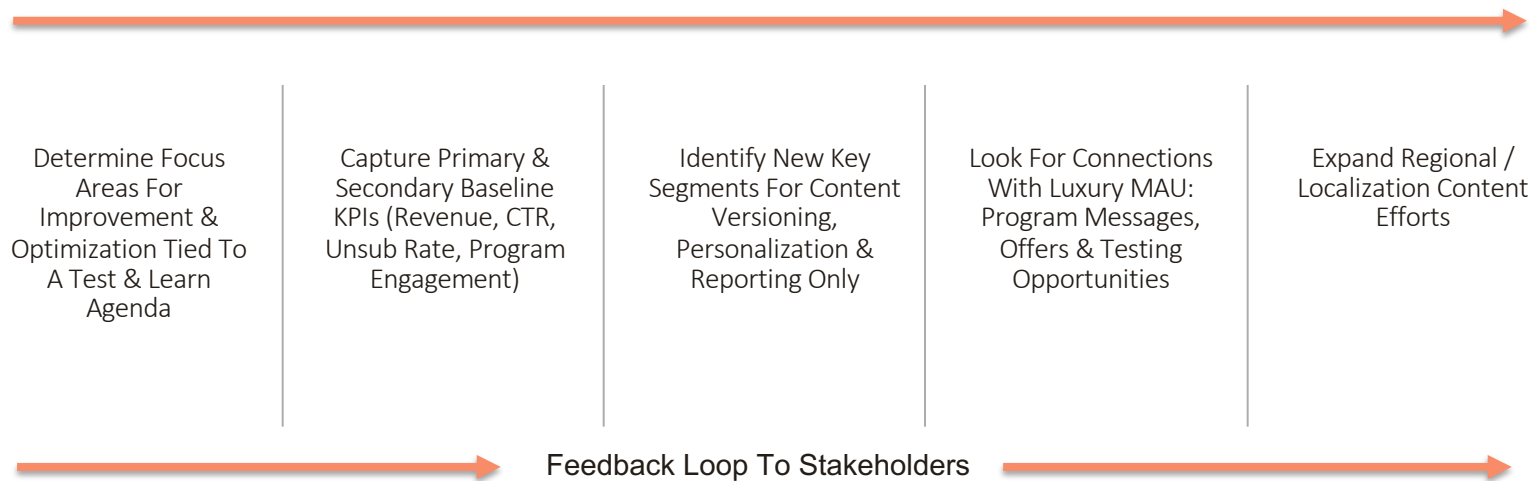 Determine Focus
Areas For
Improvement &
Optimization Tied To
A Test & Learn
Agenda
Capture Primary &
Secondary Baseline
KPIs (Revenue, CTR,
Unsub Rate, Program
Engagement)
Identify New Key
Segments For Content
Versioning,
Personalization &
Reporting Only
Look For Connections
With Luxury MAU:
Program Messages,
Offers & Testing
Opportunities
Expand Regional /
Localization Content
Efforts
Feedback Loop To Stakeholders